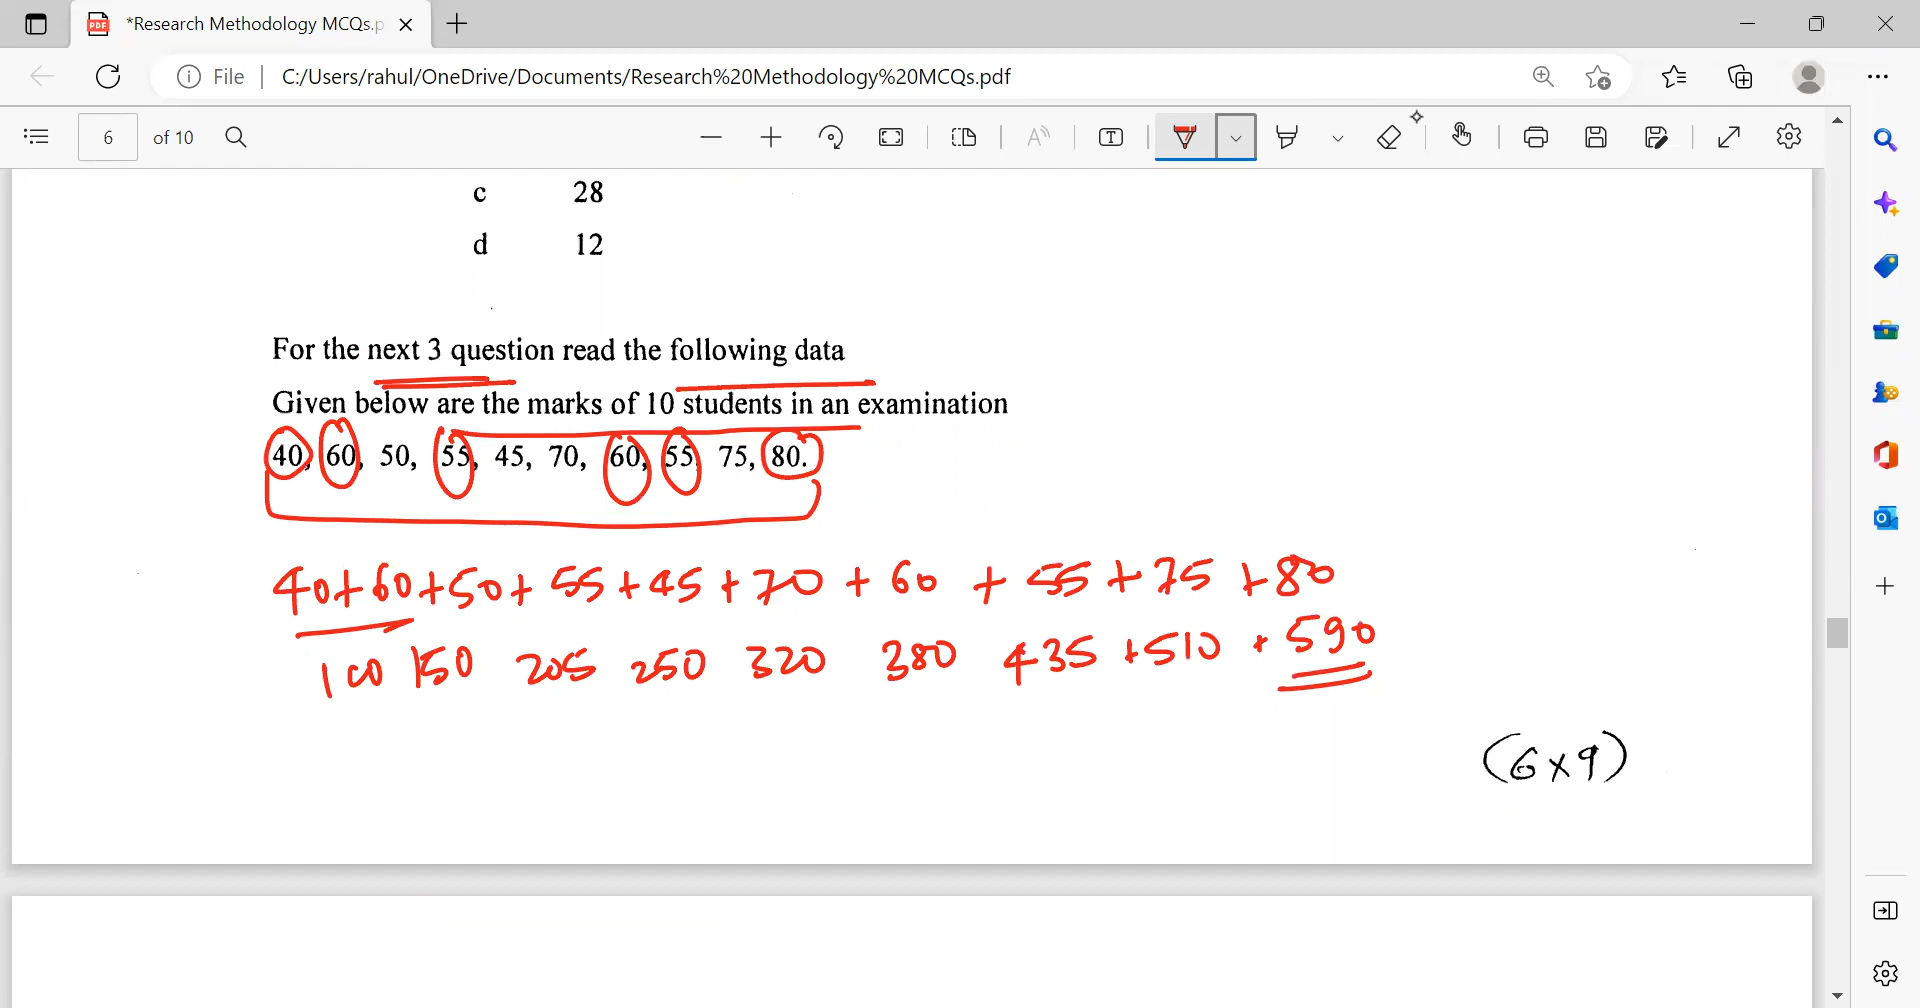 *Research Methodology MCQs.p
File
C:/Users/rahul/OneDrive/Documents/Research%20Methodology%20MCQs.pdf
6 of 10
c 28
d 12
For the next 3 question read the following data
Given below are the marks of 10 students in an examination
40, 60, 50, 55, 45, 70, 60, 55, 75, 80.
40+60+50+55+45+70+60+55+75+80
100 150 205 250 320 380 435 +510 + 590
(6×9)